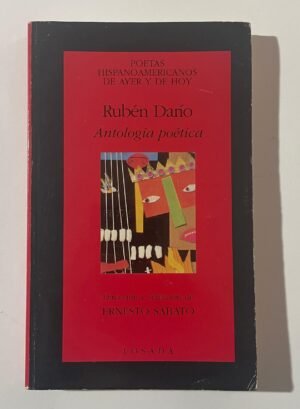 POETAS
HISPANOAMERICANOS
DE AYER Y DE HOY
Rubén Darío
Antología poética
ERNESTO SABATO
LOSADA